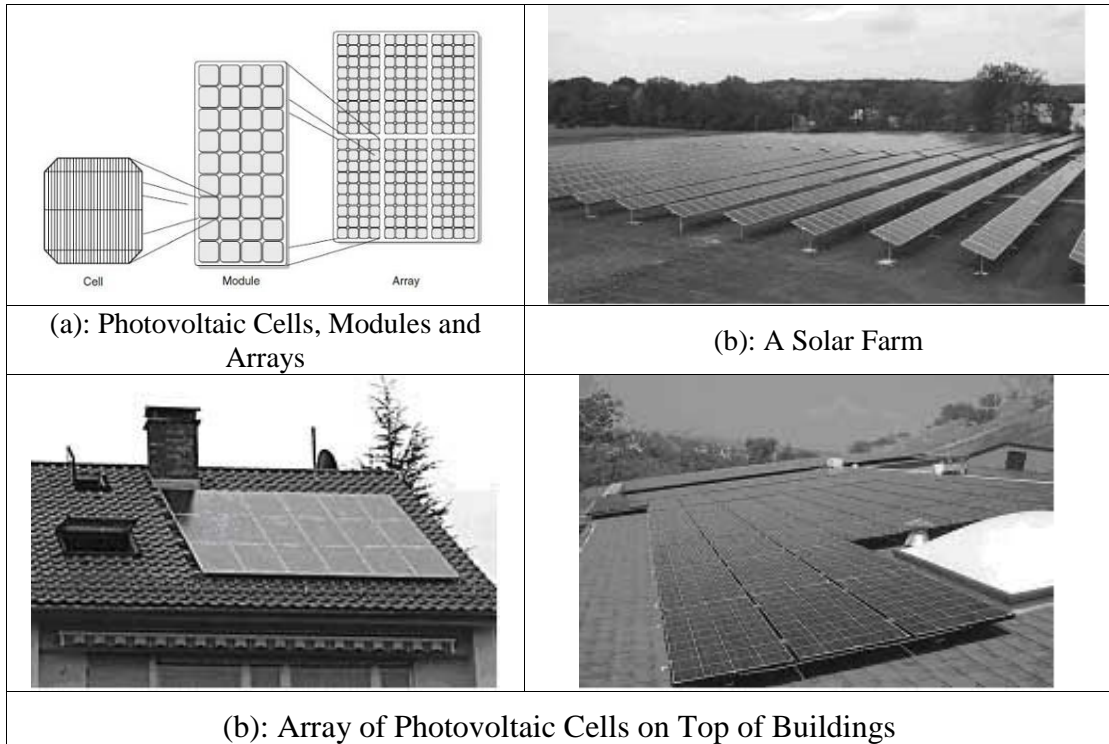 Cell
Module
Array
(a): Photovoltaic Cells, Modules and
Arrays
(b): A Solar Farm
(b): Array of Photovoltaic Cells on Top of Buildings